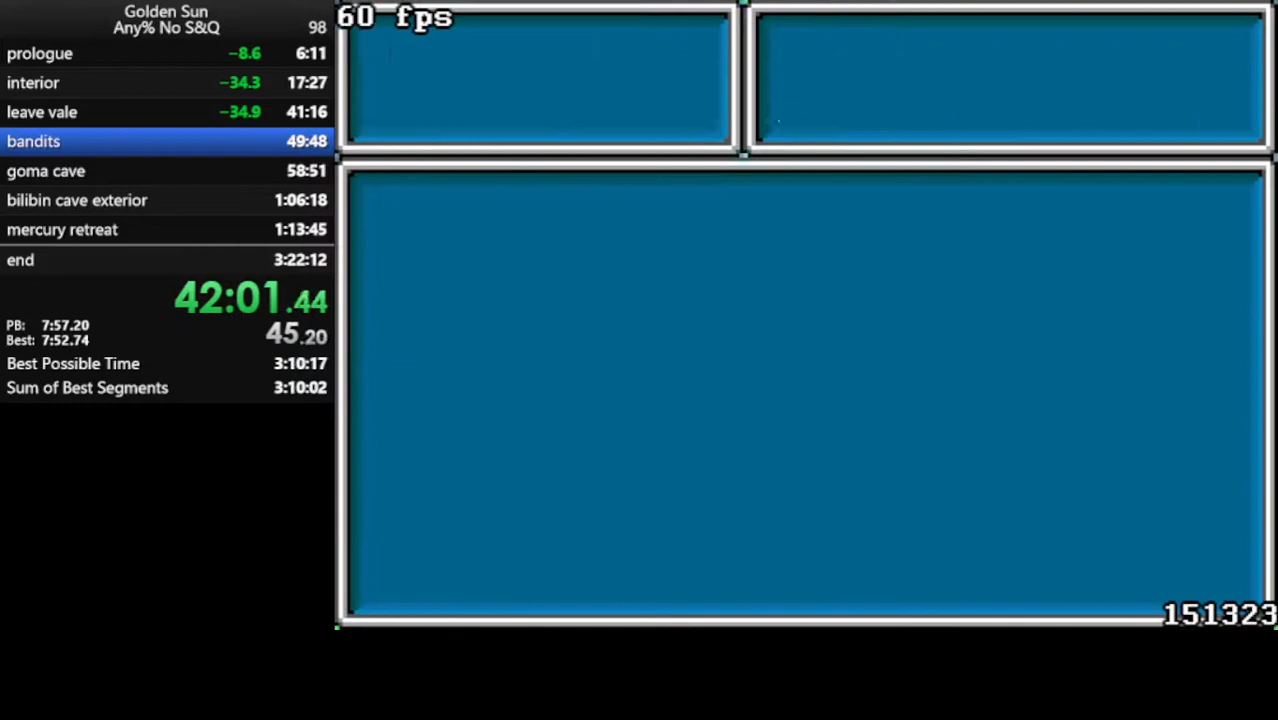 Golden Sun
Any% No S&Q 98
prologue −8.6 6:11
interior −34.3 17:27
leave vale −34.9 41:16
bandits 49:48
goma cave 58:51
bilibin cave exterior 1:06:18
mercury retreat 1:13:45
end 3:22:12
42:01.44
PB: 7:57.20
Best: 7:52.74
45.20
Best Possible Time 3:10:17
Sum of Best Segments 3:10:02
60 fps
151323